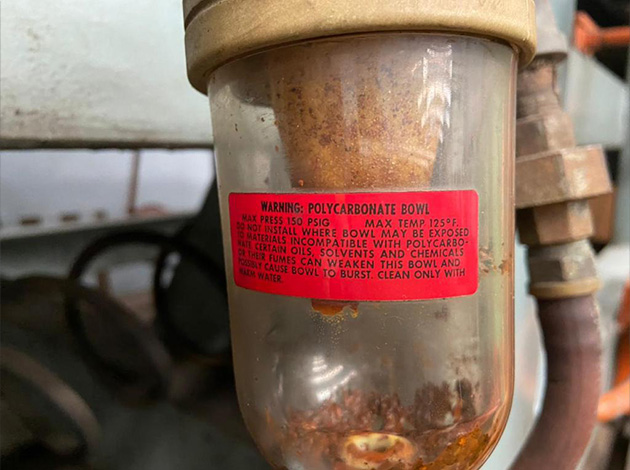 WARNING: POLYCARBONATE BOWL
MAX PRESS 150 PSIG MAX TEMP 125°F.
DO NOT INSTALL WHERE BOWL MAY BE EXPOSED
TO MATERIALS INCOMPATIBLE WITH POLYCARBO-
NATE CERTAIN OILS, SOLVENTS AND CHEMICALS
OR THEIR FUMES CAN WEAKEN THIS BOWL AND
POSSIBLY CAUSE BOWL TO BURST. CLEAN ONLY WITH
WARM WATER.